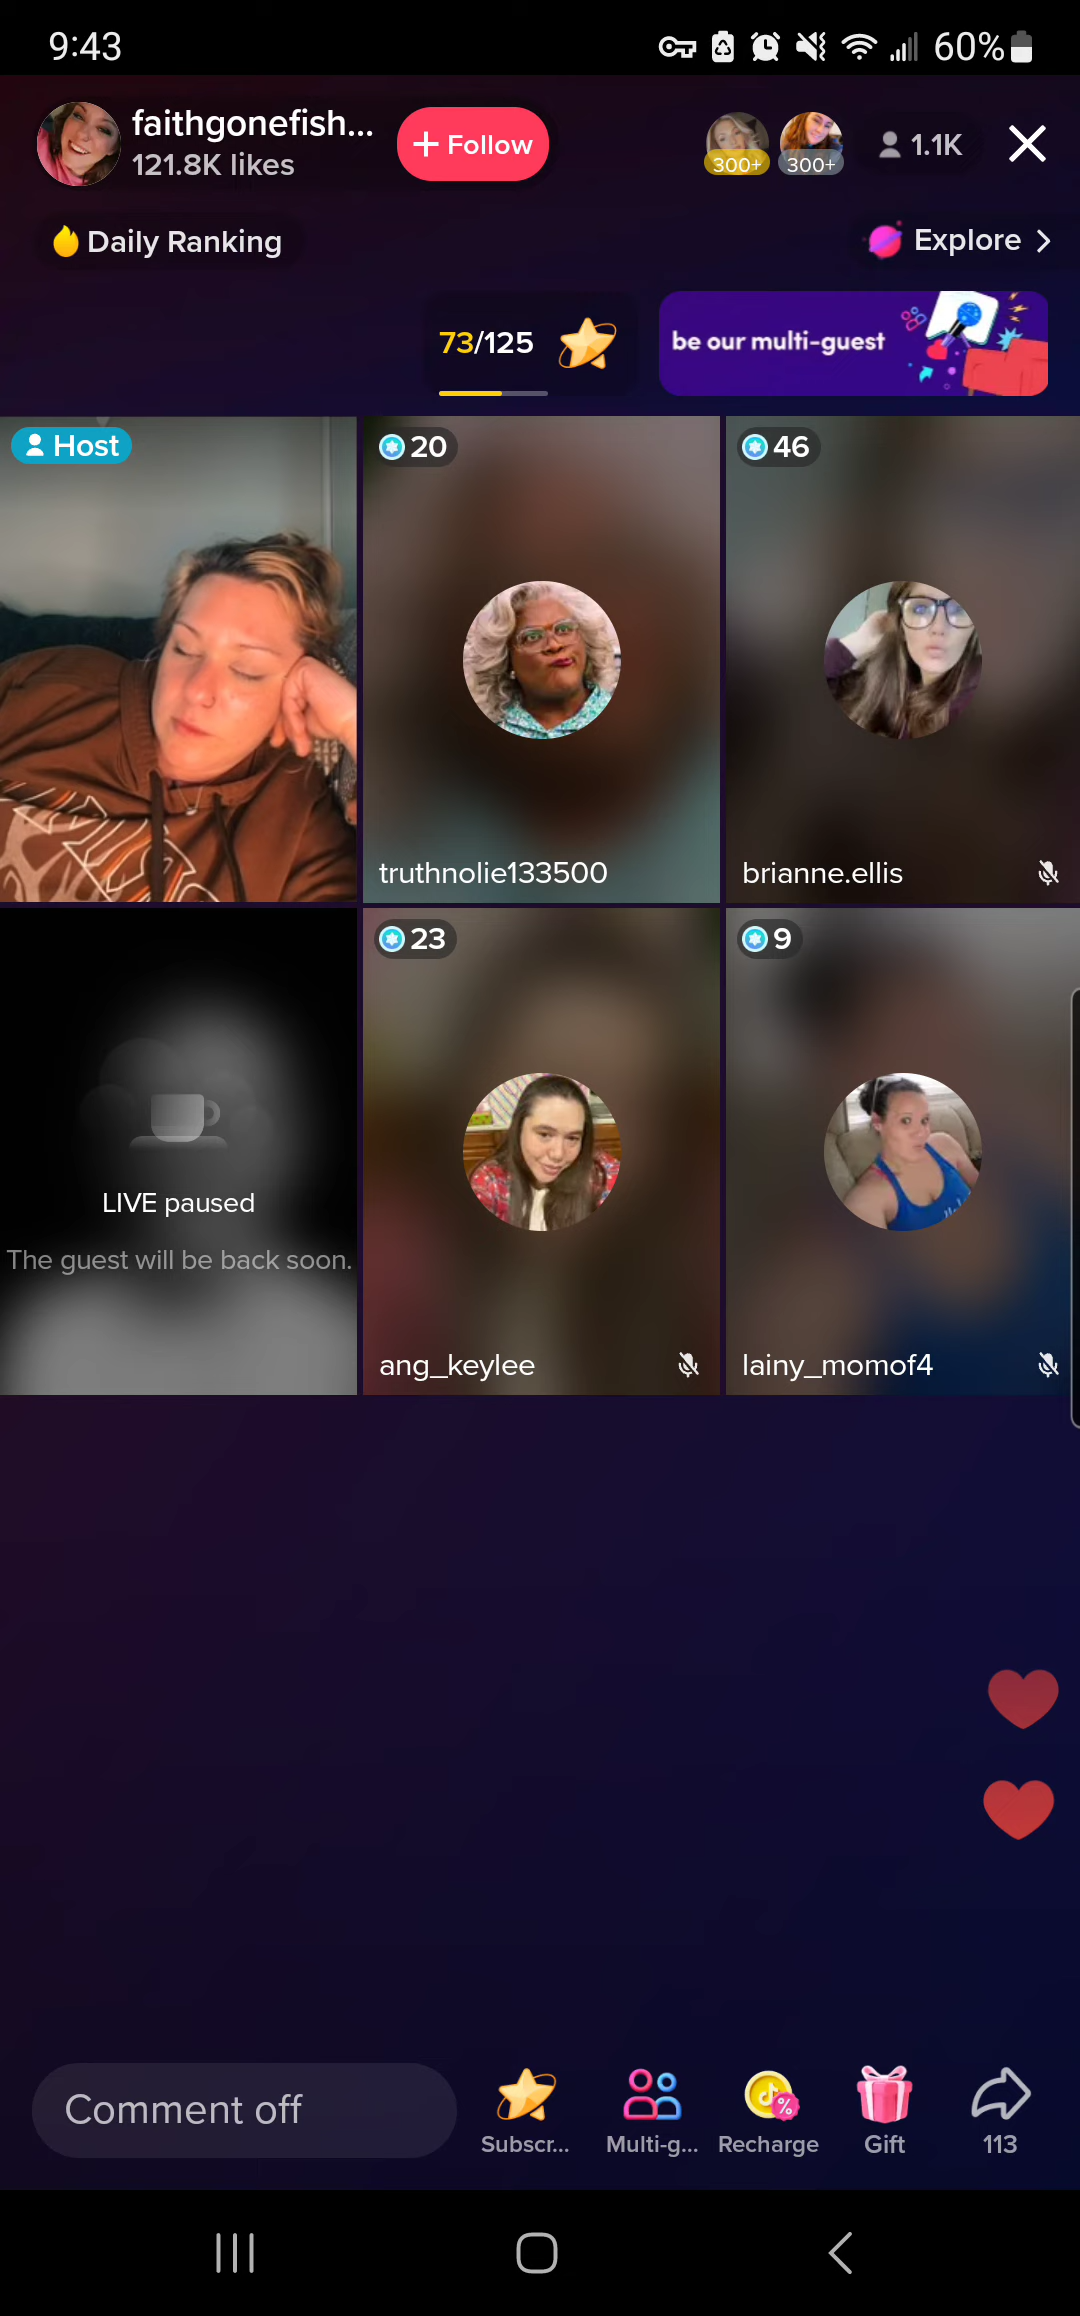 9:43
60%
faithgonefish...
121.8K likes
+ Follow
300+
300+
1.1K
Daily Ranking
Explore >
73/125
be our multi-guest
Host
20
46
truthnolie133500
brianne.ellis
LIVE paused
The guest will be back soon.
23
9
ang_keylee
lainy_momof4
Comment off
Subscr...
Multi-g...
Recharge
Gift
113